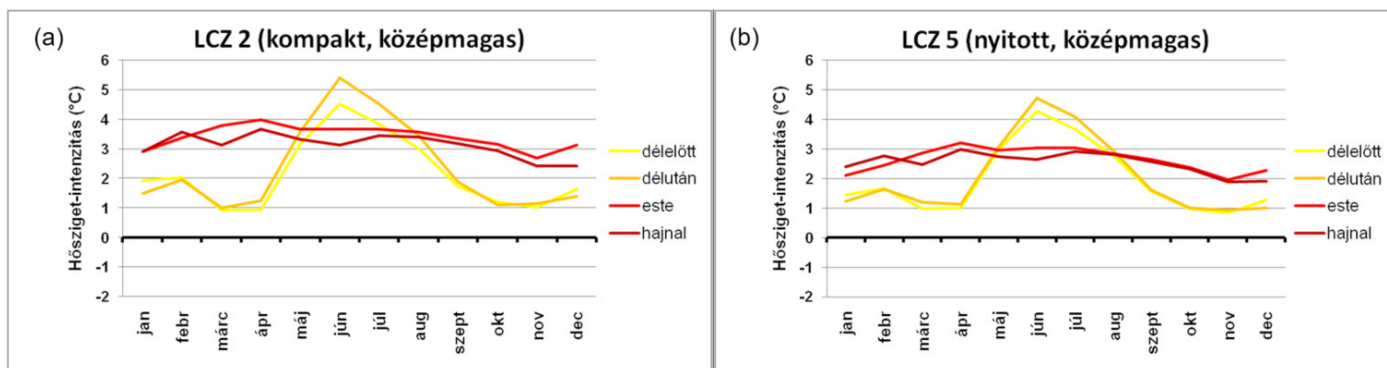 (a)
LCZ 2 (kompakt, középmagas)
Hősziget-intenzitás (°C)
6
5
4
3
2
1
0
-1
-2
jan
febr
márc
ápr
máj
jún
júl
aug
szept
okt
nov
dec
délelött
délután
este
hajnal
(b)
LCZ 5 (nyitott, középmagas)
Hősziget-intenzitás (°C)
6
5
4
3
2
1
0
-1
-2
jan
febr
márc
ápr
máj
jún
júl
aug
szept
okt
nov
dec
délelőtt
délután
este
hajnal